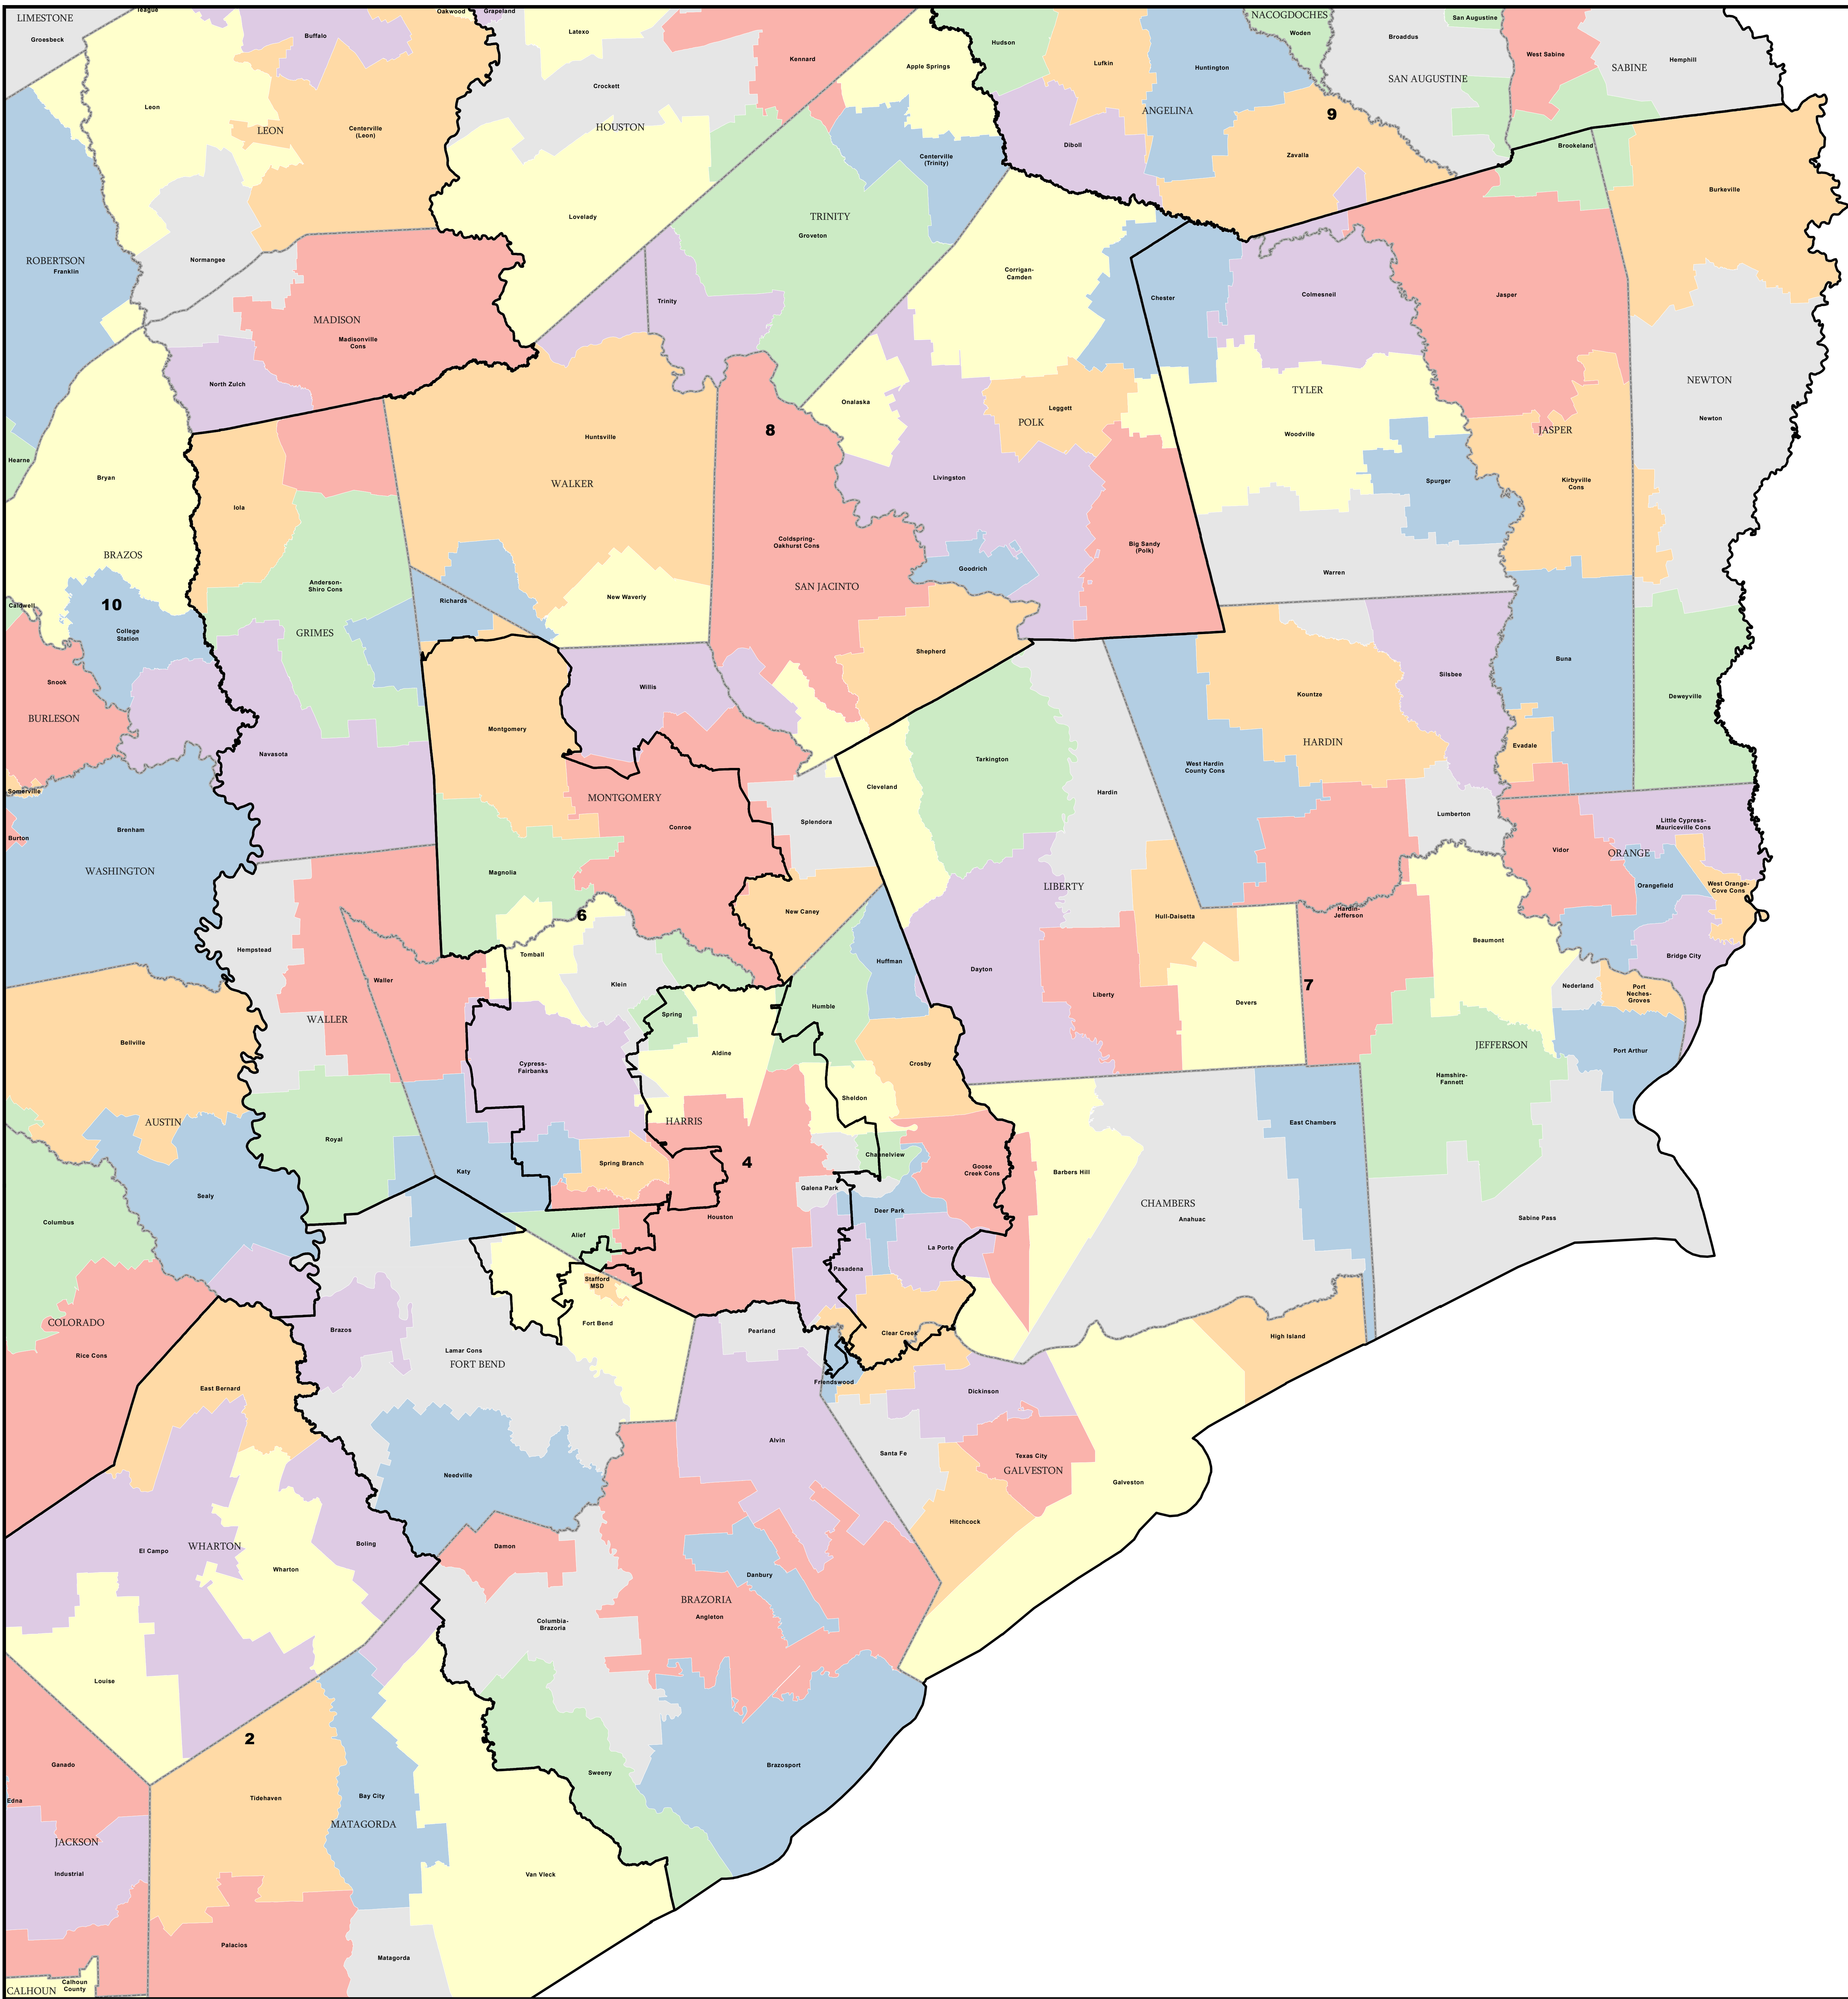 LIMESTONE
Groesbeck
Teague
Buffalo
Oakwood
Grapeland
Latexo
Kennard
Crockett
HOUSTON
Apple Springs
Hudson
Lufkin
Huntington
ANGELINA
NACOGDOCHES
Woden
Broaddus
San Augustine
SAN AUGUSTINE
West Sabine
SABINE
Hemphill
Leon
LEON
Centerville
(Leon)
9
Zavalla
Diboll
Centerville
(Trinity)
Brookeland
Burkeville
Lovelady
TRINITY
Groveton
ROBERTSON
Franklin
Normangee
Corrigan-
Camden
Chester
Colmesneil
Jasper
Trinity
MADISON
Madisonville
Cons
North Zulch
NEWTON
Newton
TYLER
Onalaska
Leggett
POLK
Woodville
JASPER
8
Huntsville
WALKER
Hearne
Bryan
Livingston
Spurger
Kirbyville
Cons
Iola
Coldspring-
Oakhurst Cons
Big Sandy
(Polk)
BRAZOS
Goodrich
Warren
SAN JACINTO
Anderson-
Shiro Cons
Richards
New Waverly
Caldwell
10
College
Station
GRIMES
Shepherd
Buna
Silsbee
Snook
Willis
Kountze
Deweyville
BURLESON
Montgomery
HARDIN
Evadale
Navasota
Tarkington
West Hardin
County Cons
Somerville
Cleveland
Hardin
MONTGOMERY
Conroe
Splendora
Lumberton
Little Cypress-
Mauriceville Cons
Burton
Brenham
Vidor
ORANGE
WASHINGTON
Magnolia
LIBERTY
Orangefield
West Orange-
Cove Cons
6
New Caney
Hull-Daisetta
Hardin-
Jefferson
Hempstead
Tomball
Beaumont
Bridge City
Waller
Klein
Huffman
Dayton
Liberty
Devers
7
Nederland
Port
Neches-
Groves
WALLER
Spring
Humble
Bellville
Aldine
JEFFERSON
Port Arthur
Cypress-
Fairbanks
Crosby
Hamshire-
Fannett
Sheldon
AUSTIN
HARRIS
East Chambers
Royal
Channelview
Katy
Spring Branch
4
Goose
Creek Cons
Barbers Hill
Galena Park
Sealy
CHAMBERS
Anahuac
Deer Park
Columbus
Houston
Sabine Pass
Alief
La Porte
Pasadena
Stafford
MSD
COLORADO
Fort Bend
Brazos
Pearland
Clear Creek
High Island
Rice Cons
Lamar Cons
FORT BEND
Friendswood
East Bernard
Dickinson
Alvin
Santa Fe
Texas City
GALVESTON
Needville
Galveston
Hitchcock
El Campo
WHARTON
Boling
Damon
Wharton
Danbury
BRAZORIA
Angleton
Columbia-
Brazoria
Louise
2
Ganado
Brazosport
Sweeny
Edna
Tidehaven
Bay City
MATAGORDA
JACKSON
Industrial
Van Vleck
Palacios
Matagorda
Calhoun
County
CALHOUN